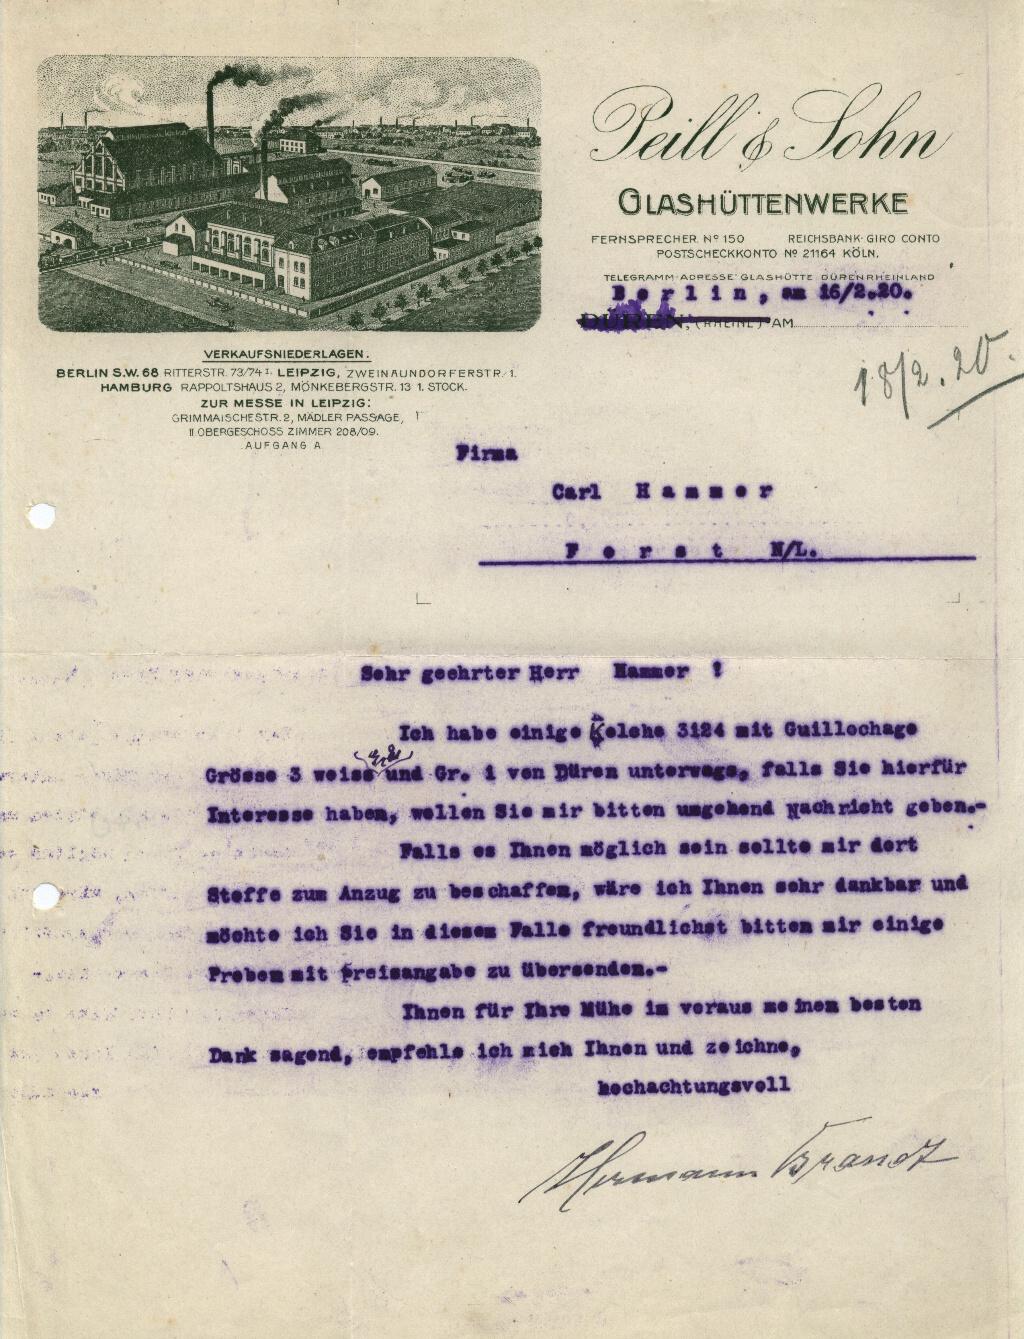 Peill & Sohn
GLASHÜTTENWERKE
FERNSPRECHER Nº 150 REICHSBANK-GIRO CONTO
POSTSCHECKKONTO Nº 21164 KÖLN.
TELEGRAMM-ADRESSE: GLASHÜTTE DÜRENRHEINLAND
Berlin, am 16/2.20.
DÜREN, (RHEINL) AM
18/2.20.
VERKAUFSNIEDERLAGEN:
BERLIN S.W. 68 RITTERSTR. 73/74 I. LEIPZIG, ZWEINAUNDORFERSTR. 1.
HAMBURG RAPPOLTSHAUS 2, MÖNKEBERGSTR. 13 1. STOCK.
ZUR MESSE IN LEIPZIG:
GRIMMAISCHESTR. 2, MÄDLER PASSAGE,
II. OBERGESCHOSS ZIMMER 208/09.
AUFGANG A
Firma
Carl Hammer
Forst N/L.
Sehr geehrter Herr Hammer !
Ich habe einige Kelche 3124 mit Guillochage
Grösse 3 weiss und Gr. 1 von Düren unterwegs, falls Sie hierfür
Interesse haben, wollen Sie mir bitten umgehend Nachricht geben.-
Falls es Ihnen möglich sein sollte mir dort
Stoffe zum Anzug zu beschaffen, wäre ich Ihnen sehr dankbar und
möchte ich Sie in diesem Falle freundlichst bitten mir einige
Proben mit Preisangabe zu übersenden.-
Ihnen für Ihre Mühe im voraus meinen besten
Dank sagend, empfehle ich mich Ihnen und zeichne,
hochachtungsvoll
Hermann Brandt